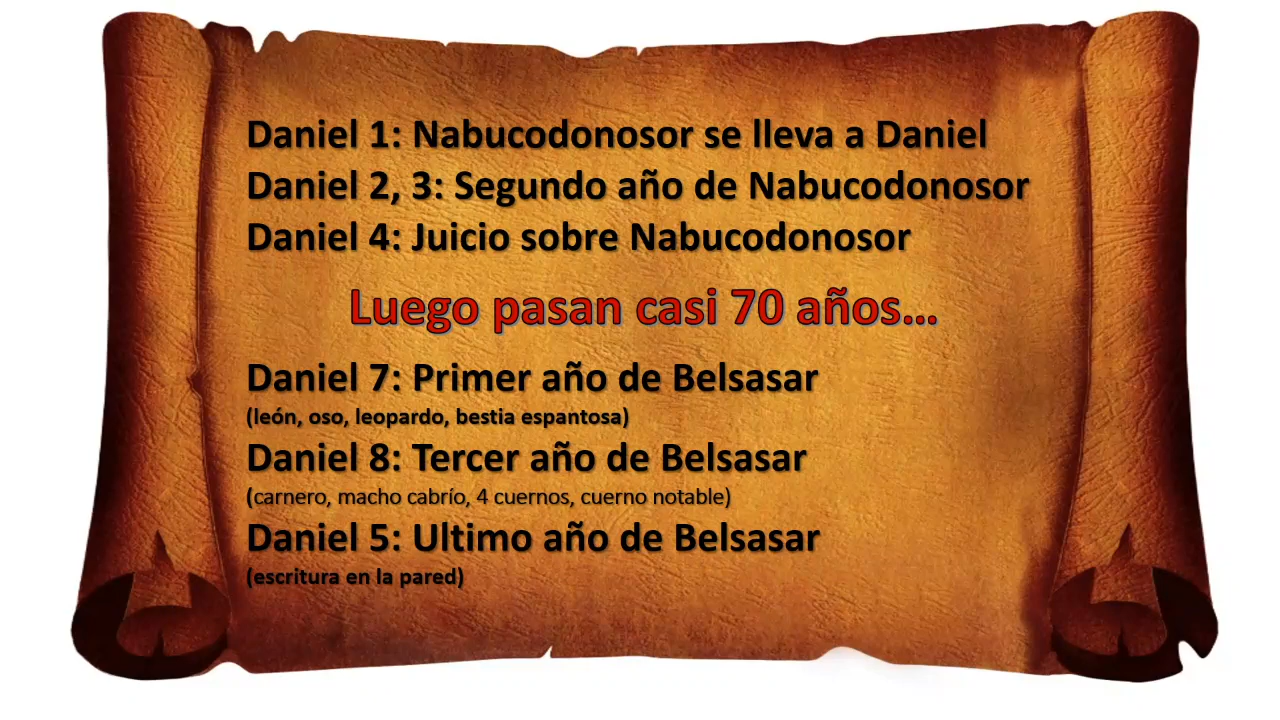 Daniel 1: Nabucodonosor se lleva a Daniel
Daniel 2, 3: Segundo año de Nabucodonosor
Daniel 4: Juicio sobre Nabucodonosor
Luego pasan casi 70 años...
Daniel 7: Primer año de Belsasar
(león, oso, leopardo, bestia espantosa)
Daniel 8: Tercer año de Belsasar
(carnero, macho cabrío, 4 cuernos, cuerno notable)
Daniel 5: Ultimo año de Belsasar
(escritura en la pared)